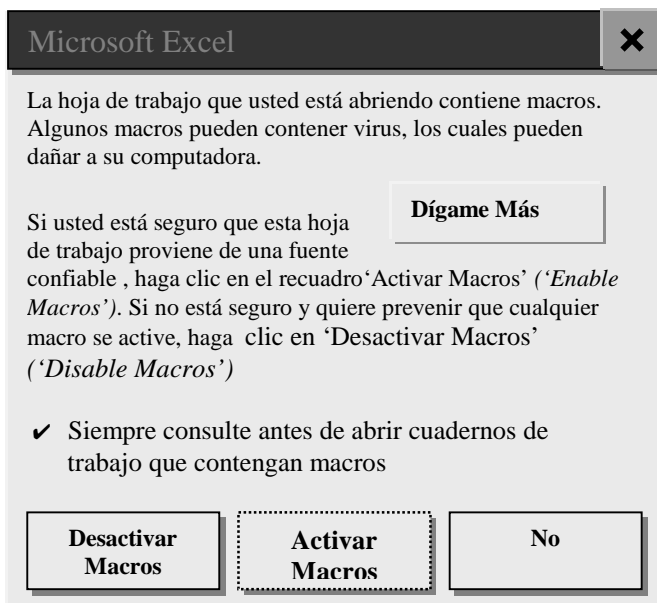 Microsoft Excel
La hoja de trabajo que usted está abriendo contiene macros.
Algunos macros pueden contener virus, los cuales pueden
dañar a su computadora.
Dígame Más
Si usted está seguro que esta hoja
de trabajo proviene de una fuente
confiable , haga clic en el recuadro‘Activar Macros’ (‘Enable
Macros’). Si no está seguro y quiere prevenir que cualquier
macro se active, haga clic en ‘Desactivar Macros’
(‘Disable Macros’)
✔ Siempre consulte antes de abrir cuadernos de
trabajo que contengan macros
Desactivar
Macros
Activar
Macros
No